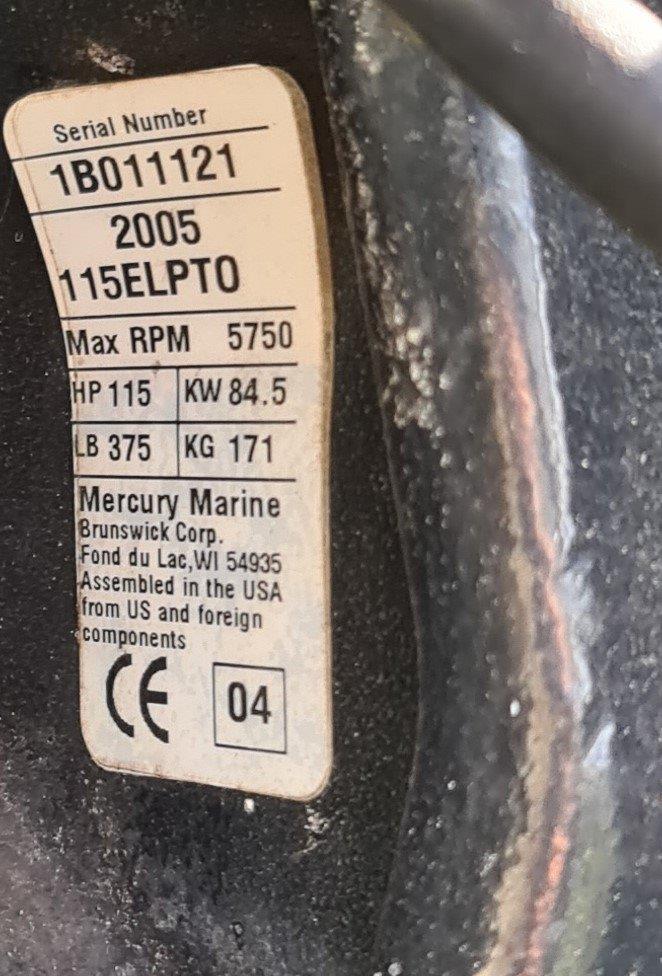 Serial Number
1B011121
2005
115ELPTO
Max RPM 5750
HP 115 KW 84.5
LB 375 KG 171
Mercury Marine
Brunswick Corp.
Fond du Lac,WI 54935
Assembled in the USA
from US and foreign
components
CE 04